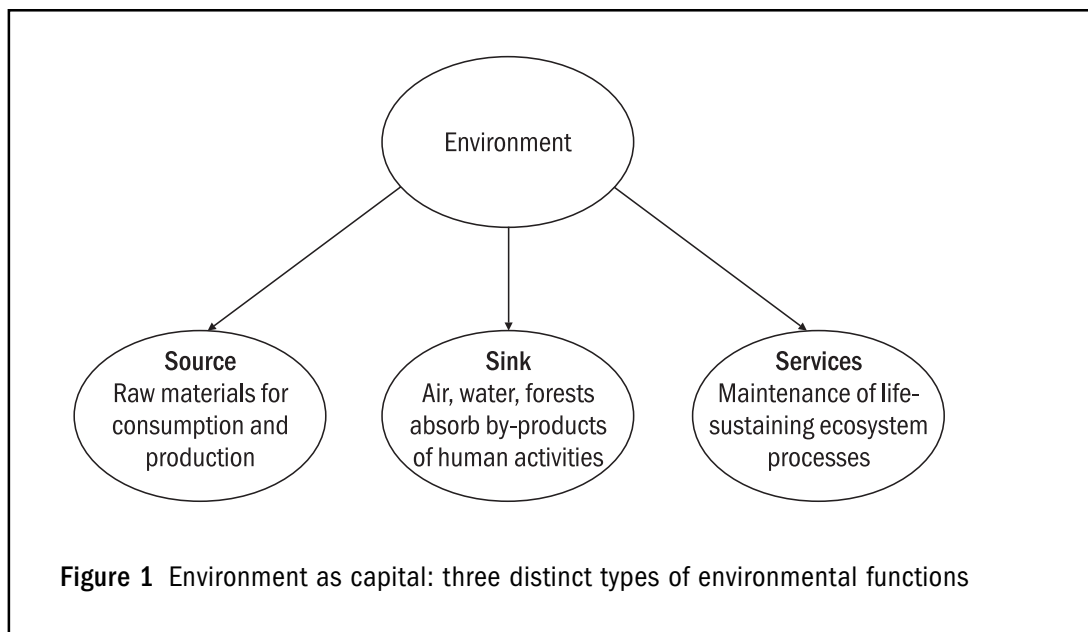 Environment
Source
Raw materials for
consumption and
production
Sink
Air, water, forests
absorb by-products
of human activities
Services
Maintenance of life-
sustaining ecosystem
processes
Figure 1 Environment as capital: three distinct types of environmental functions